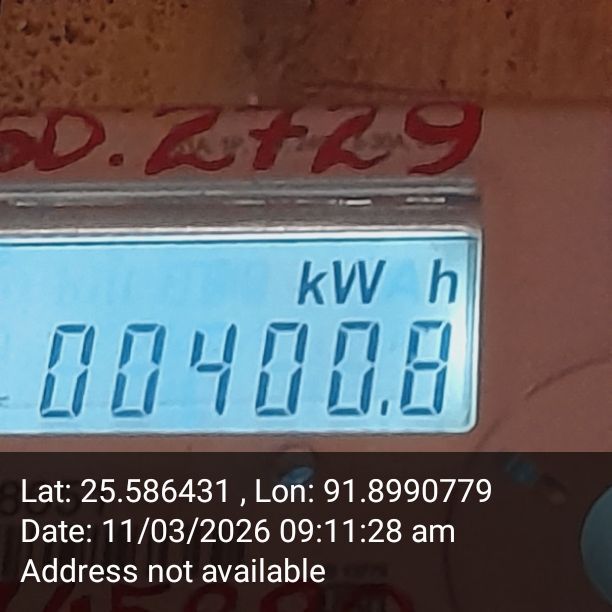 SD.2729
kWh
00400.8
Lat: 25.586431 , Lon: 91.8990779
Date: 11/03/2026 09:11:28 am
Address not available